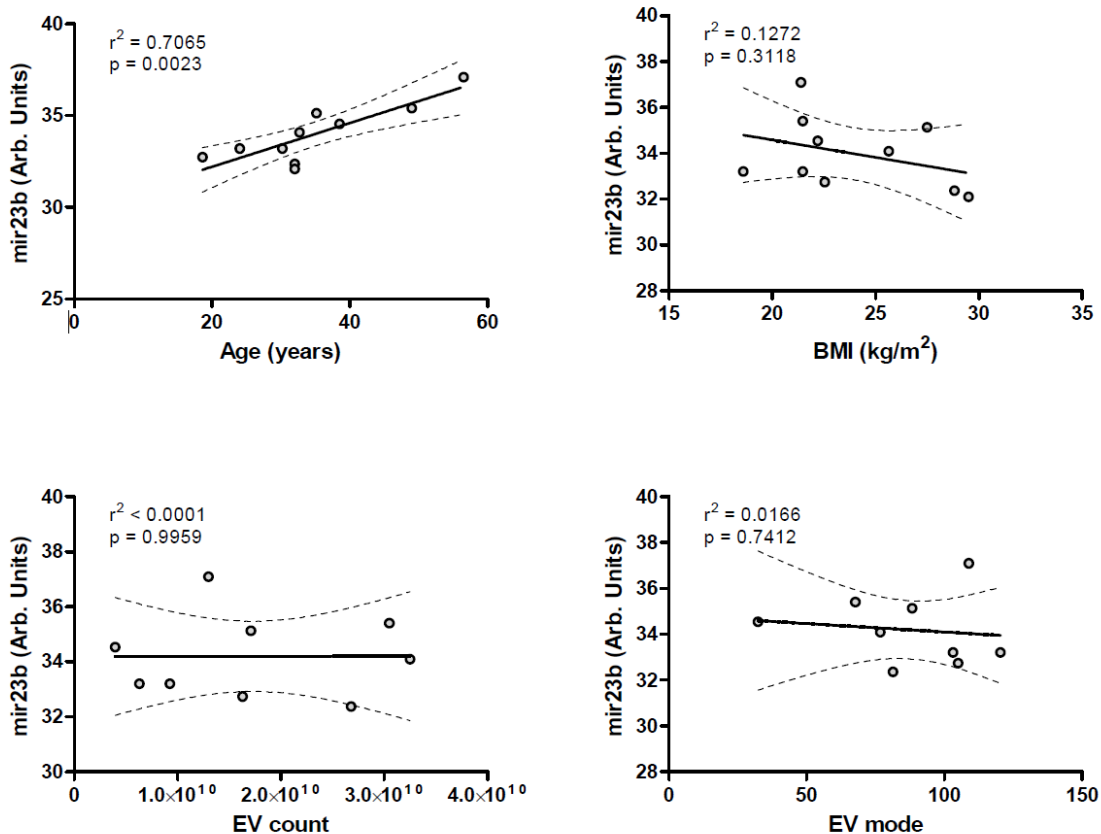 r² = 0.7065
p = 0.0023
mir23b (Arb. Units)
40
35
30
25
0
20
40
60
Age (years)
r² = 0.1272
p = 0.3118
mir23b (Arb. Units)
40
38
36
34
32
30
28
15
20
25
30
35
BMI (kg/m²)
r² < 0.0001
p = 0.9959
mir23b (Arb. Units)
40
38
36
34
32
30
0
1.0×10¹⁰
2.0×10¹⁰
3.0×10¹⁰
4.0×10¹⁰
EV count
r² = 0.0166
p = 0.7412
mir23b (Arb. Units)
40
38
36
34
32
30
28
0
50
100
150
EV mode